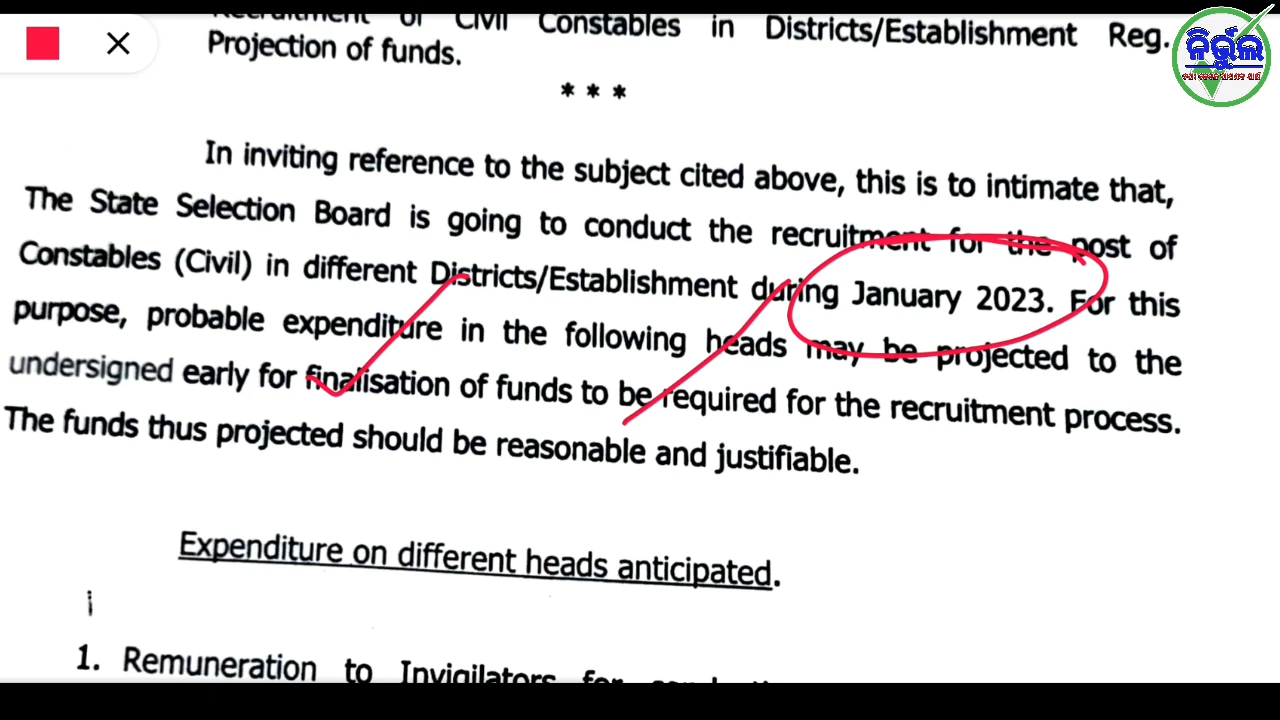 Recruitment of Civil Constables in Districts/Establishment Reg.
Projection of funds.
***
In inviting reference to the subject cited above, this is to intimate that,
The State Selection Board is going to conduct the recruitment for the post of
Constables (Civil) in different Districts/Establishment during January 2023. For this
purpose, probable expenditure in the following heads may be projected to the
undersigned early for finalisation of funds to be required for the recruitment process.
The funds thus projected should be reasonable and justifiable.
Expenditure on different heads anticipated.
1. Remuneration to Invigilators for
ନିର୍ଭୁଲ